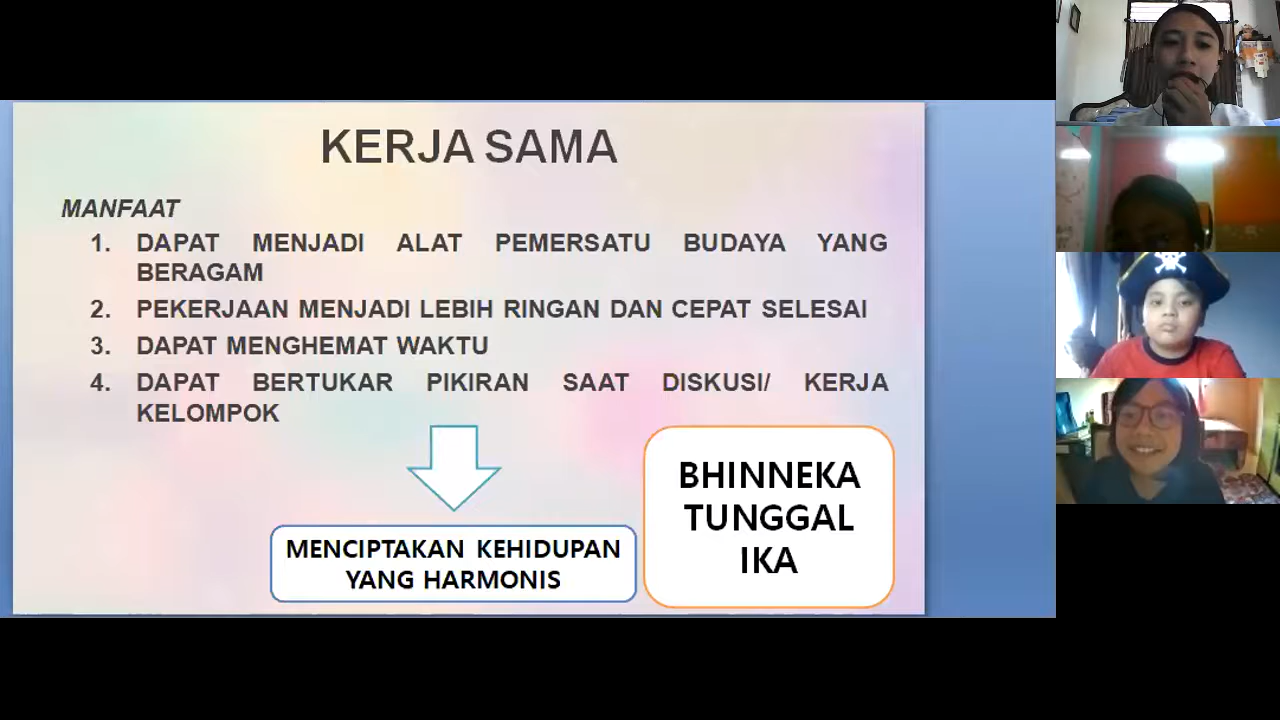 KERJA SAMA
MANFAAT
1. DAPAT MENJADI ALAT PEMERSATU BUDAYA YANG
BERAGAM
2. PEKERJAAN MENJADI LEBIH RINGAN DAN CEPAT SELESAI
3. DAPAT MENGHEMAT WAKTU
4. DAPAT BERTUKAR PIKIRAN SAAT DISKUSI/ KERJA
KELOMPOK
MENCIPTAKAN KEHIDUPAN
YANG HARMONIS
BHINNEKA
TUNGGAL
IKA